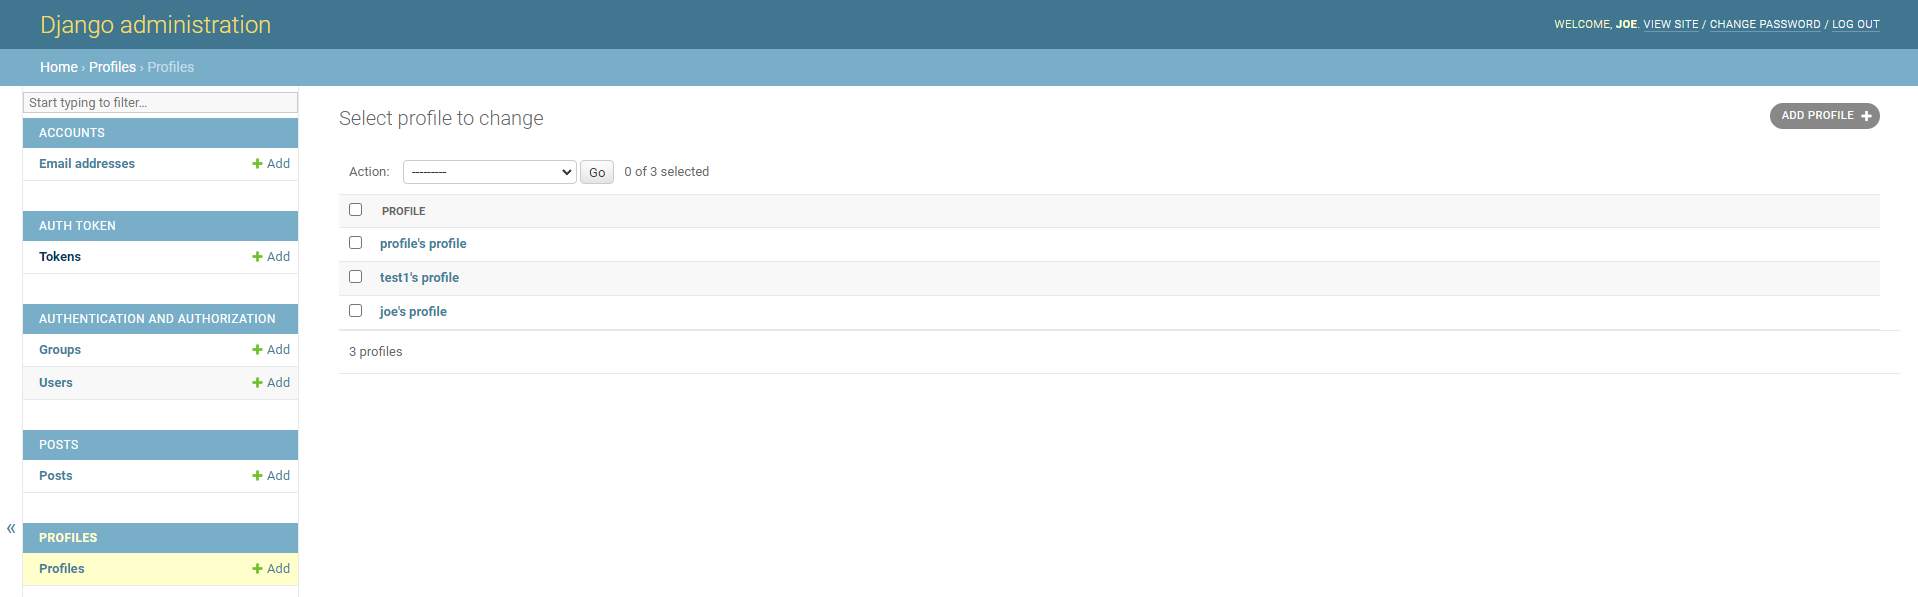 Django administration
WELCOME, JOE. VIEW SITE / CHANGE PASSWORD / LOG OUT
Home › Profiles › Profiles
Start typing to filter...
ACCOUNTS
Email addresses + Add
AUTH TOKEN
Tokens + Add
AUTHENTICATION AND AUTHORIZATION
Groups + Add
Users + Add
POSTS
Posts + Add
«
PROFILES
Profiles + Add
Select profile to change
ADD PROFILE +
Action: --------- Go 0 of 3 selected
PROFILE
profile's profile
test1's profile
joe's profile
3 profiles